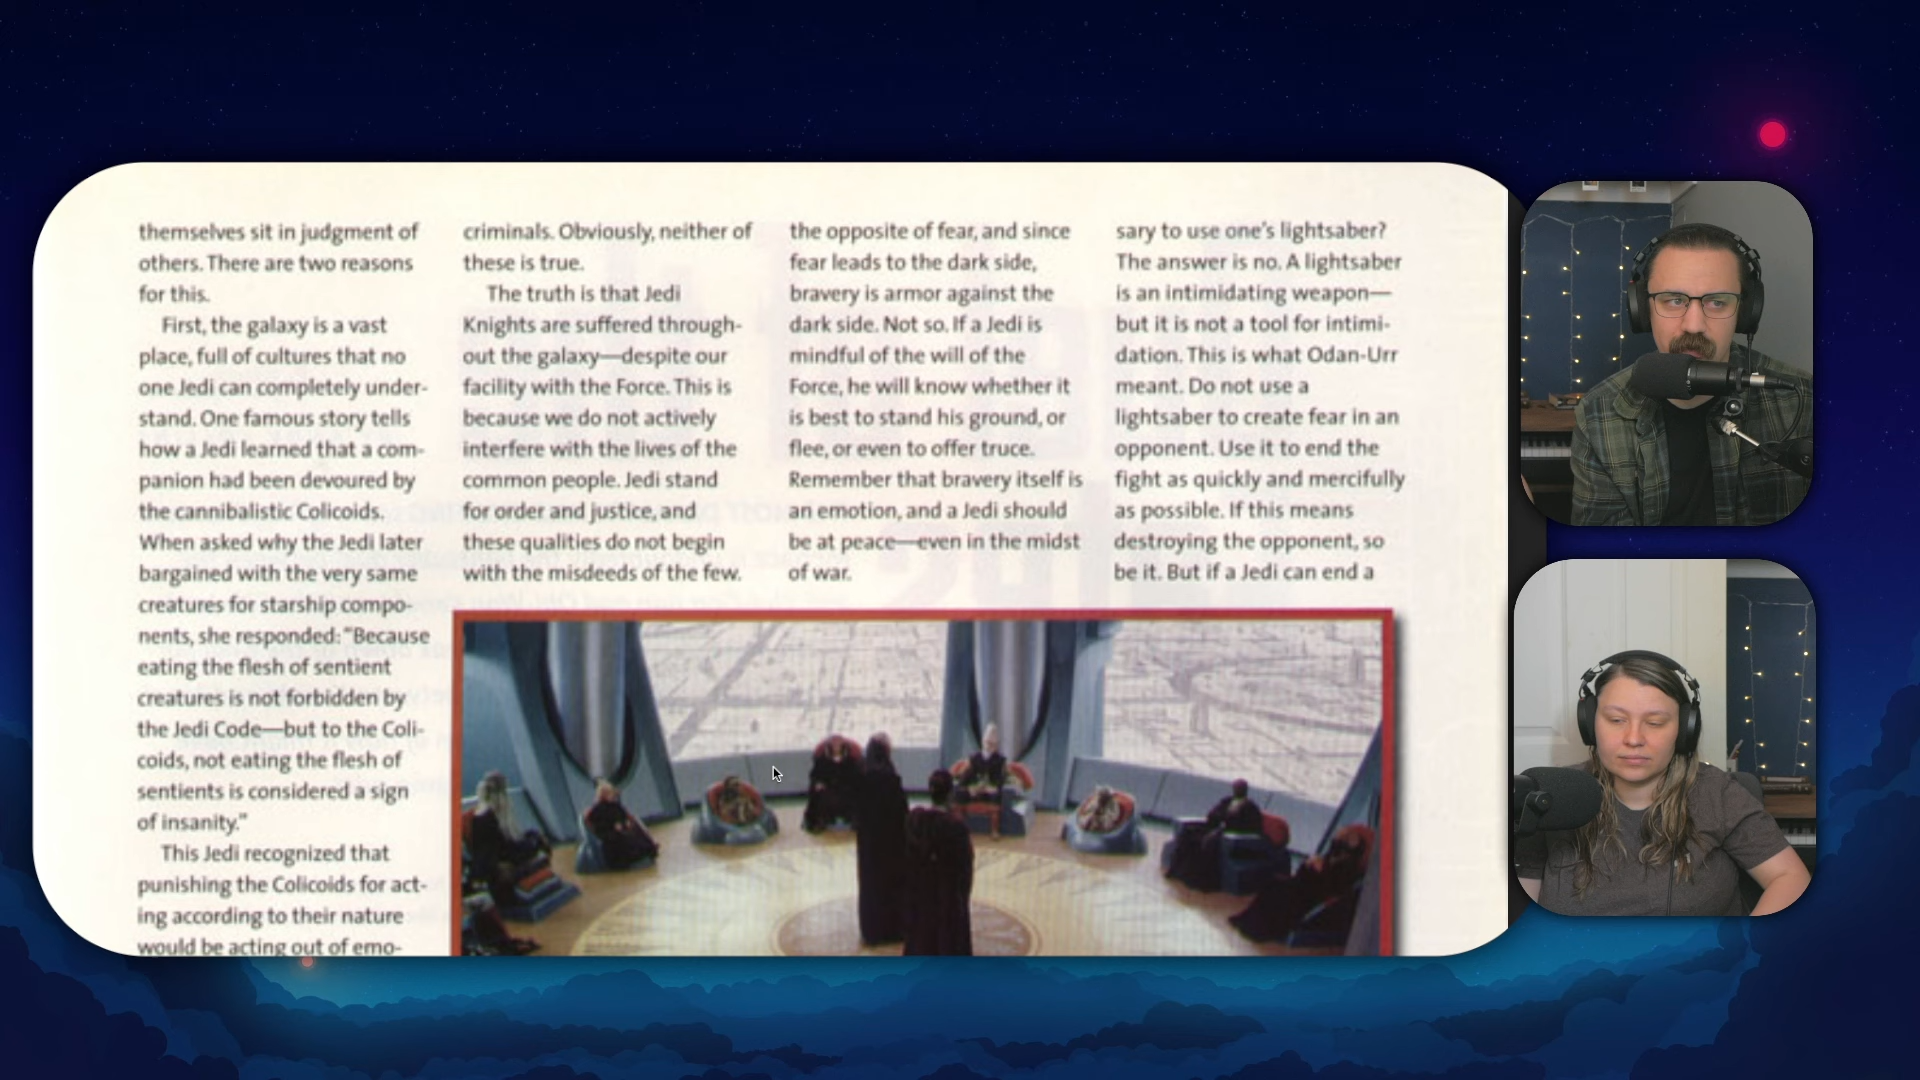 themselves sit in judgment of
others. There are two reasons
for this.
First, the galaxy is a vast
place, full of cultures that no
one Jedi can completely under-
stand. One famous story tells
how a Jedi learned that a com-
panion had been devoured by
the cannibalistic Colicoids.
When asked why the Jedi later
bargained with the very same
creatures for starship compo-
nents, she responded: "Because
eating the flesh of sentient
creatures is not forbidden by
the Jedi Code—but to the Coli-
coids, not eating the flesh of
sentients is considered a sign
of insanity."
This Jedi recognized that
punishing the Colicoids for act-
ing according to their nature
would be acting out of emo-
criminals. Obviously, neither of
these is true.
The truth is that Jedi
Knights are suffered through-
out the galaxy—despite our
facility with the Force. This is
because we do not actively
interfere with the lives of the
common people. Jedi stand
for order and justice, and
these qualities do not begin
with the misdeeds of the few.
the opposite of fear, and since
fear leads to the dark side,
bravery is armor against the
dark side. Not so. If a Jedi is
mindful of the will of the
Force, he will know whether it
is best to stand his ground, or
flee, or even to offer truce.
Remember that bravery itself is
an emotion, and a Jedi should
be at peace—even in the midst
of war.
sary to use one's lightsaber?
The answer is no. A lightsaber
is an intimidating weapon—
but it is not a tool for intimi-
dation. This is what Odan-Urr
meant. Do not use a
lightsaber to create fear in an
opponent. Use it to end the
fight as quickly and mercifully
as possible. If this means
destroying the opponent, so
be it. But if a Jedi can end a